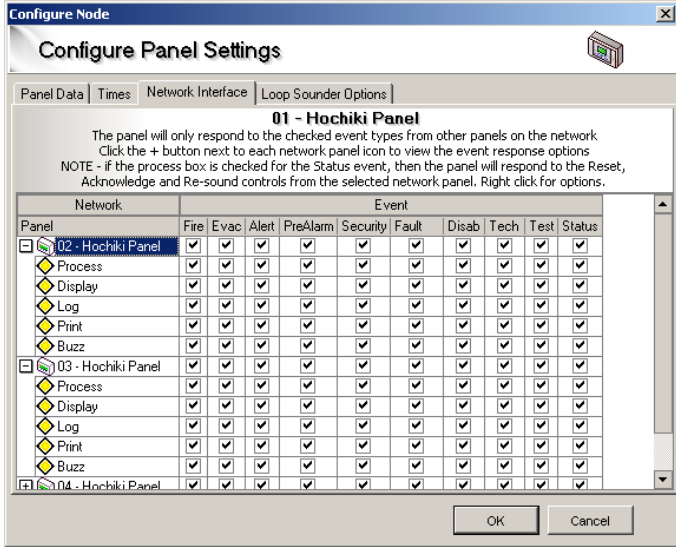 Configure Node
Configure Panel Settings
Panel Data Times Network Interface Loop Sounder Options
01 - Hochiki Panel
The panel will only respond to the checked event types from other panels on the network
Click the + button next to each network panel icon to view the event response options
NOTE - if the process box is checked for the Status event, then the panel will respond to the Reset,
Acknowledge and Re-sound controls from the selected network panel. Right click for options.
Network Event
Panel Fire Evac Alert PreAlarm Security Fault Disab Tech Test Status
02 - Hochiki Panel
Process
Display
Log
Print
Buzz
03 - Hochiki Panel
Process
Display
Log
Print
Buzz
04 - Hochiki Panel
OK Cancel